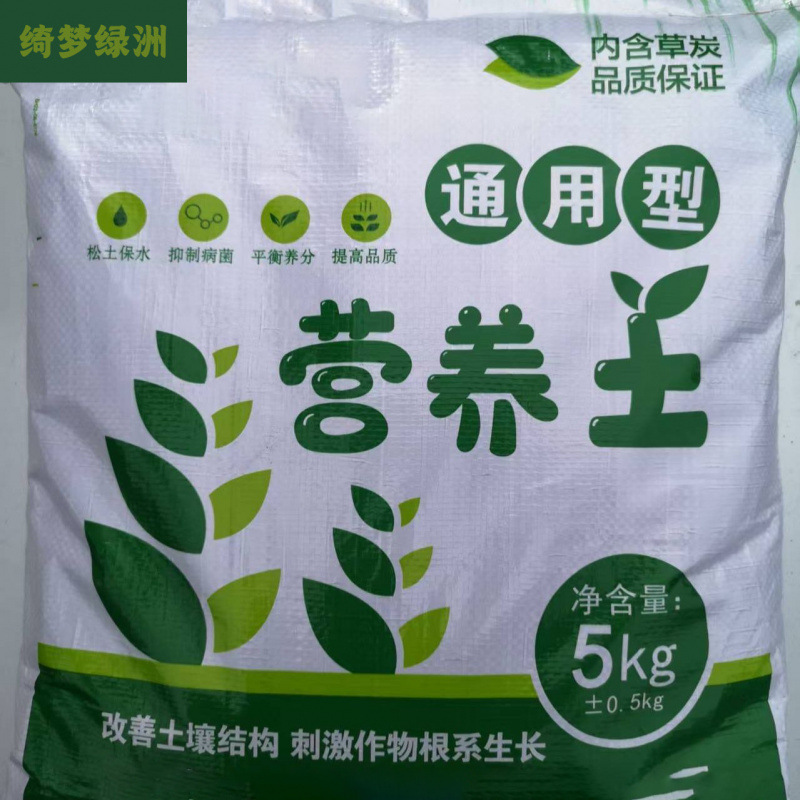 绮梦绿洲
内含草炭
品质保证
通用型
松土保水 抑制病菌 平衡养分 提高品质
营养土
净含量:
5kg
±0.5kg
改善土壤结构 刺激作物根系生长